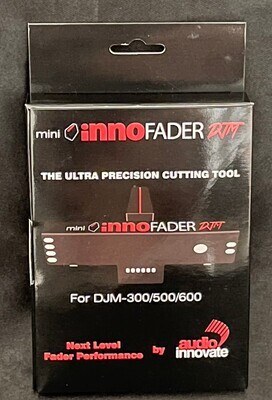 mini innoFADER DJM
THE ULTRA PRECISION CUTTING TOOL
mini innoFADER DJM
For DJM-300/500/600
Next Level
Fader Performance
by
audio
innovate